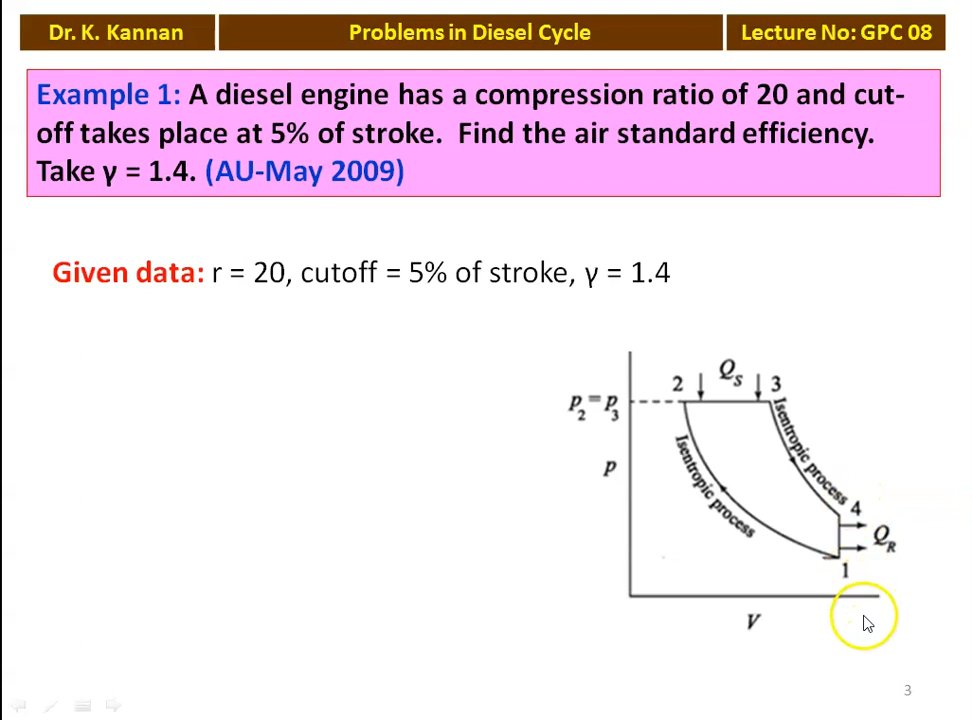 Dr. K. Kannan
Problems in Diesel Cycle
Lecture No: GPC 08
Example 1: A diesel engine has a compression ratio of 20 and cut-
off takes place at 5% of stroke. Find the air standard efficiency.
Take γ = 1.4. (AU-May 2009)
Given data: r = 20, cutoff = 5% of stroke, γ = 1.4
2 Qs 3
P2 = P3
Isentropic process
Isentropic process
p
4
QR
1
V
3